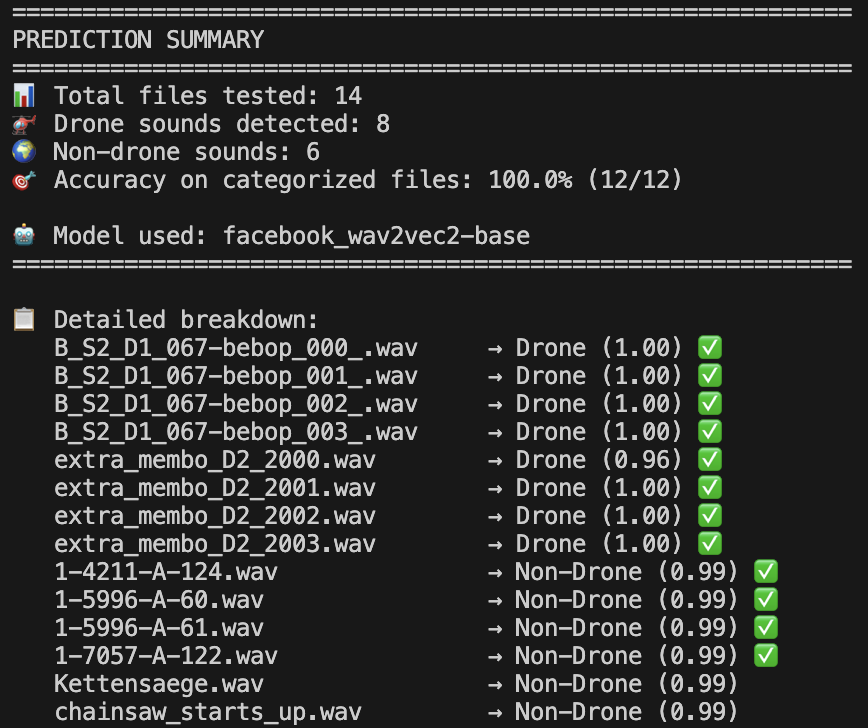 ============================================================
PREDICTION SUMMARY
============================================================
📊 Total files tested: 14
🚁 Drone sounds detected: 8
🌍 Non-drone sounds: 6
🎯 Accuracy on categorized files: 100.0% (12/12)
🤖 Model used: facebook_wav2vec2-base
============================================================
📋 Detailed breakdown:
B_S2_D1_067-bebop_000_.wav → Drone (1.00) ✅
B_S2_D1_067-bebop_001_.wav → Drone (1.00) ✅
B_S2_D1_067-bebop_002_.wav → Drone (1.00) ✅
B_S2_D1_067-bebop_003_.wav → Drone (1.00) ✅
extra_membo_D2_2000.wav → Drone (0.96) ✅
extra_membo_D2_2001.wav → Drone (1.00) ✅
extra_membo_D2_2002.wav → Drone (1.00) ✅
extra_membo_D2_2003.wav → Drone (1.00) ✅
1-4211-A-124.wav → Non-Drone (0.99) ✅
1-5996-A-60.wav → Non-Drone (0.99) ✅
1-5996-A-61.wav → Non-Drone (0.99) ✅
1-7057-A-122.wav → Non-Drone (0.99) ✅
Kettensaege.wav → Non-Drone (0.99)
chainsaw_starts_up.wav → Non-Drone (0.99)